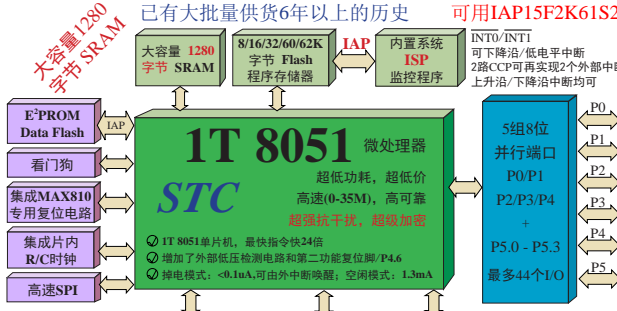 已有大批量供货6年以上的历史
可用IAP15F2K61S2
大容量1280
字节 SRAM
大容量 1280
字节 SRAM
8/16/32/60/62K
字节 Flash
程序存储器
IAP
内置系统
ISP
监控程序
INT0/INT1
可下降沿/低电平中断
2路CCP可再实现2个外部中断
上升沿/下降沿中断均可
E²PROM
Data Flash
IAP
看门狗
集成MAX810
专用复位电路
集成片内
R/C时钟
高速SPI
1T 8051 微处理器
STC
超低功耗，超低价
高速(0-35M)，高可靠
超强抗干扰，超级加密
1T 8051单片机，最快指令快24倍
增加了外部低压检测电路和第二功能复位脚/P4.6
掉电模式：<0.1uA,可由外中断唤醒；空闲模式：1.3mA
5组8位
并行端口
P0/P1
P2/P3/P4
+
P5.0 - P5.3
最多44个I/O
P0
P1
P2
P3
P4
P5